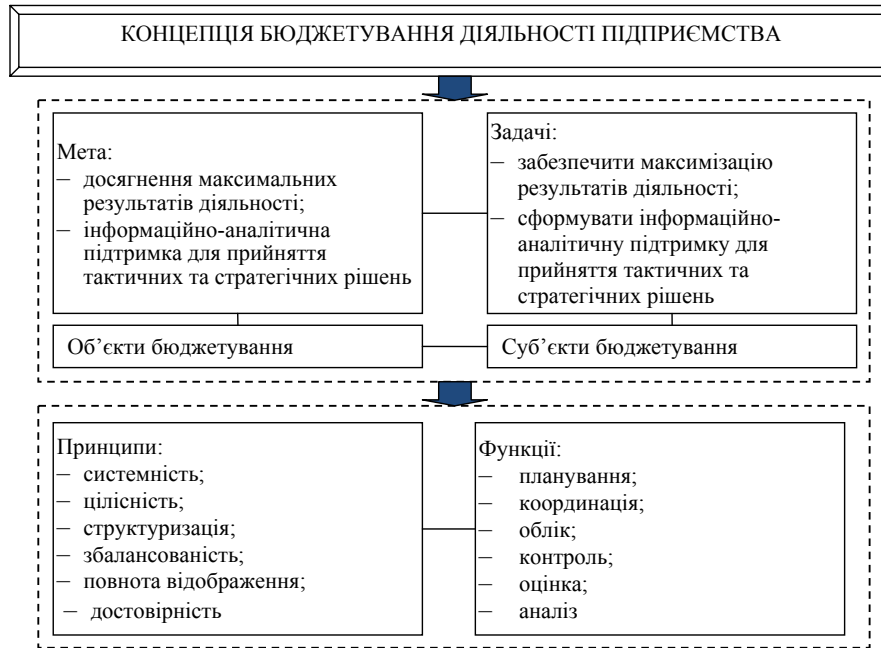 КОНЦЕПЦІЯ БЮДЖЕТУВАННЯ ДІЯЛЬНОСТІ ПІДПРИЄМСТВА
Мета:
– досягнення максимальних
результатів діяльності;
– інформаційно-аналітична
підтримка для прийняття
тактичних та стратегічних рішень
Задачі:
– забезпечити максимізацію
результатів діяльності;
– сформувати інформаційно-
аналітичну підтримку для
прийняття тактичних та
стратегічних рішень
Об’єкти бюджетування
Суб’єкти бюджетування
Принципи:
– системність;
– цілісність;
– структуризація;
– збалансованість;
– повнота відображення;
– достовірність
Функції:
– планування;
– координація;
– облік;
– контроль;
– оцінка;
– аналіз